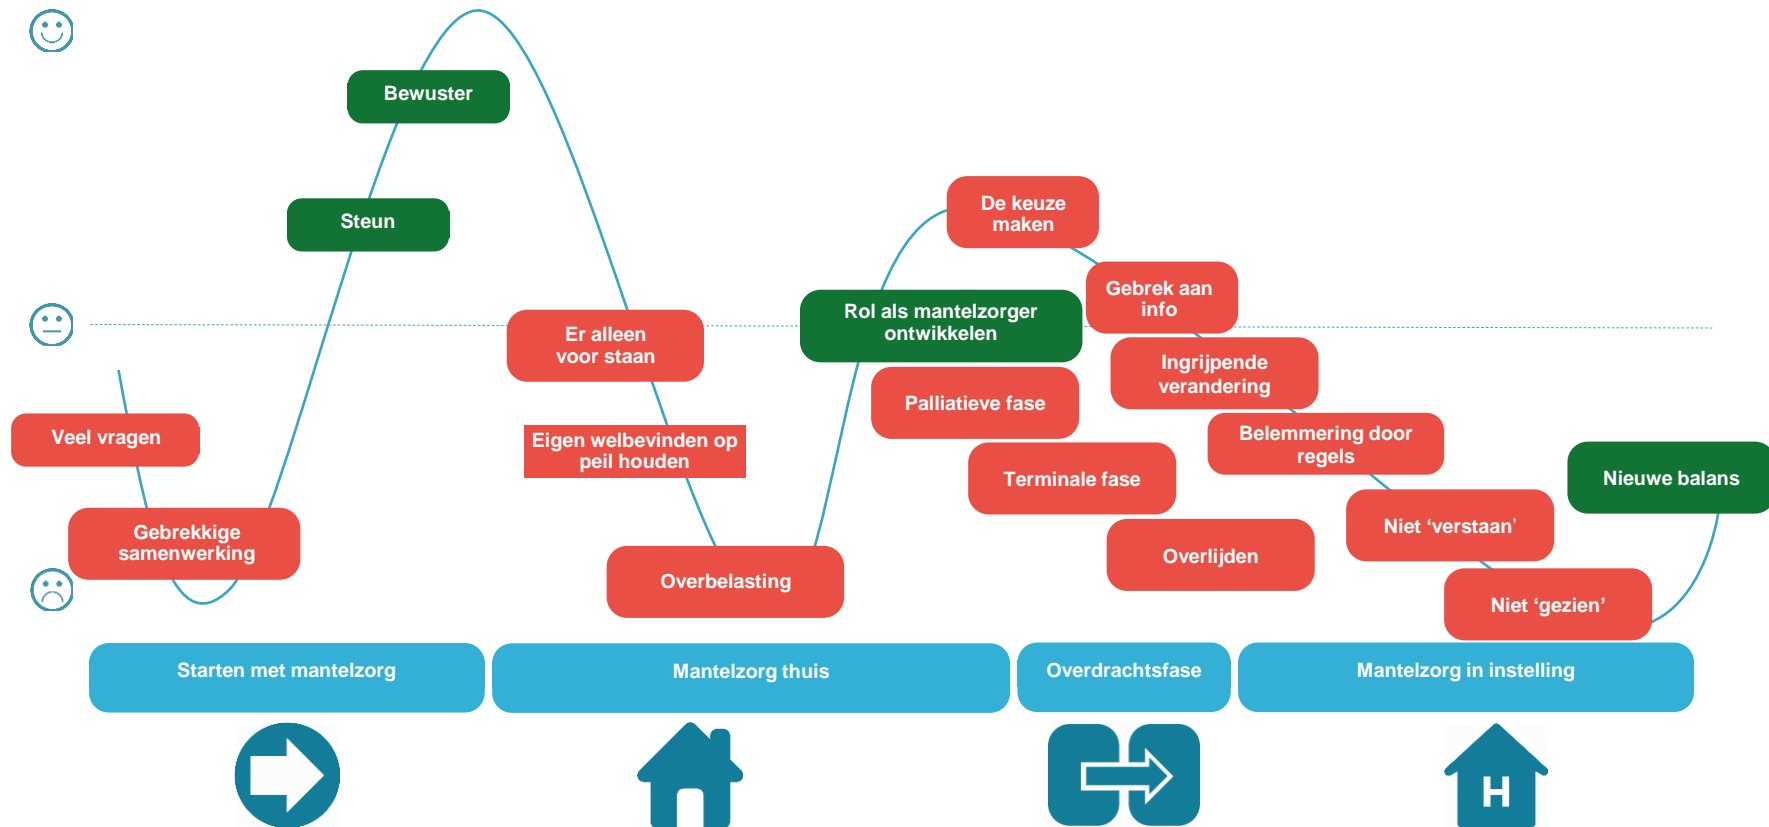 Bewuster
Steun
De keuze
maken
Gebrek aan
info
Rol als mantelzorger
ontwikkelen
Er alleen
voor staan
Ingrijpende
verandering
Palliatieve fase
Veel vragen
Eigen welbevinden op
peil houden
Belemmering door
regels
Terminale fase
Nieuwe balans
Gebrekkige
samenwerking
Niet ‘verstaan’
Overlijden
Overbelasting
Niet ‘gezien’
Starten met mantelzorg
Mantelzorg thuis
Overdrachtsfase
Mantelzorg in instelling
H